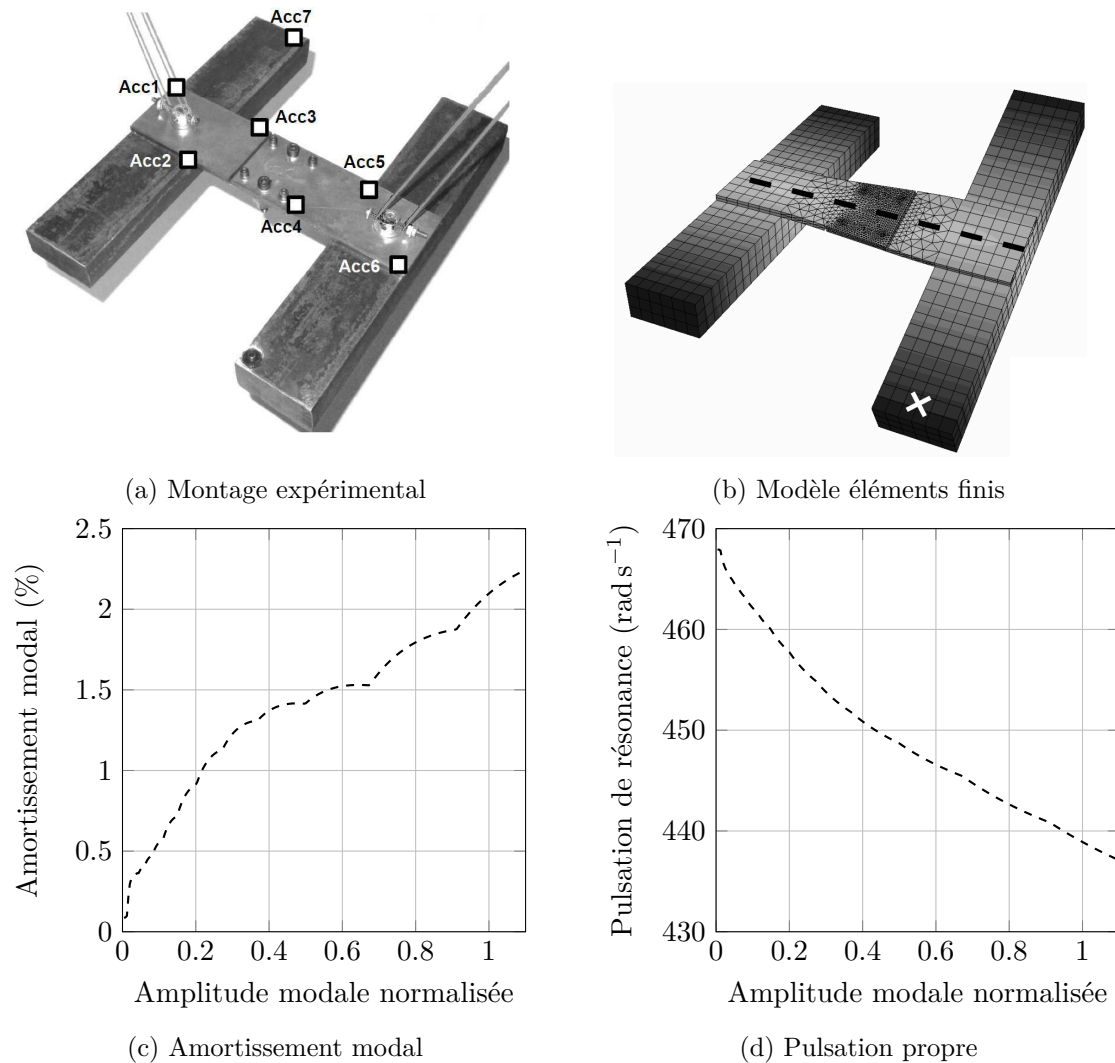 Acc7
Acc1
Acc3
Acc2
Acc5
Acc4
Acc6
(a) Montage expérimental
(b) Modèle éléments finis
Amortissement modal (%)
2.5
2
1.5
1
0.5
0
0 0.2 0.4 0.6 0.8 1
Amplitude modale normalisée
(c) Amortissement modal
Pulsation de résonance (rad s⁻¹)
470
460
450
440
430
0 0.2 0.4 0.6 0.8 1
Amplitude modale normalisée
(d) Pulsation propre